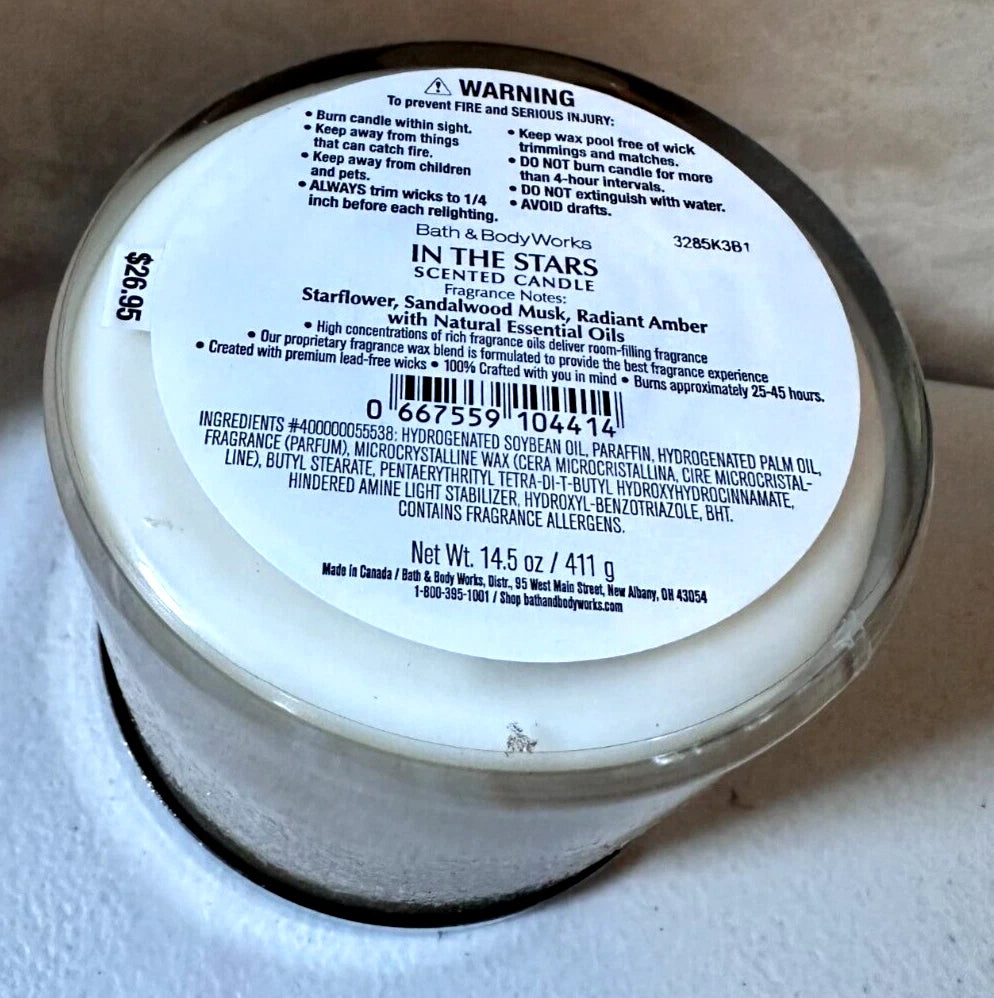 ⚠ WARNING
To prevent FIRE and SERIOUS INJURY:
• Burn candle within sight.
• Keep away from things
that can catch fire.
• Keep away from children
and pets.
• ALWAYS trim wicks to 1/4
inch before each relighting.
• Keep wax pool free of wick
trimmings and matches.
• DO NOT burn candle for more
than 4-hour intervals.
• DO NOT extinguish with water.
• AVOID drafts.
Bath & Body Works
3285K3B1
IN THE STARS
SCENTED CANDLE
Fragrance Notes:
Starflower, Sandalwood Musk, Radiant Amber
with Natural Essential Oils
• High concentrations of rich fragrance oils deliver room-filling fragrance
• Our proprietary fragrance wax blend is formulated to provide the best fragrance experience
• Created with premium lead-free wicks • 100% Crafted with you in mind • Burns approximately 25-45 hours.
0 667559 104414
INGREDIENTS #400000055538: HYDROGENATED SOYBEAN OIL, PARAFFIN, HYDROGENATED PALM OIL,
FRAGRANCE (PARFUM), MICROCRYSTALLINE WAX (CERA MICROCRISTALLINA, CIRE MICROCRISTAL-
LINE), BUTYL STEARATE, PENTAERYTHRITYL TETRA-DI-T-BUTYL HYDROXYHYDROCINNAMATE,
HINDERED AMINE LIGHT STABILIZER, HYDROXYL-BENZOTRIAZOLE, BHT.
CONTAINS FRAGRANCE ALLERGENS.
Net Wt. 14.5 oz / 411 g
Made in Canada / Bath & Body Works, Distr., 95 West Main Street, New Albany, OH 43054
1-800-395-1001 / Shop bathandbodyworks.com
$26.95